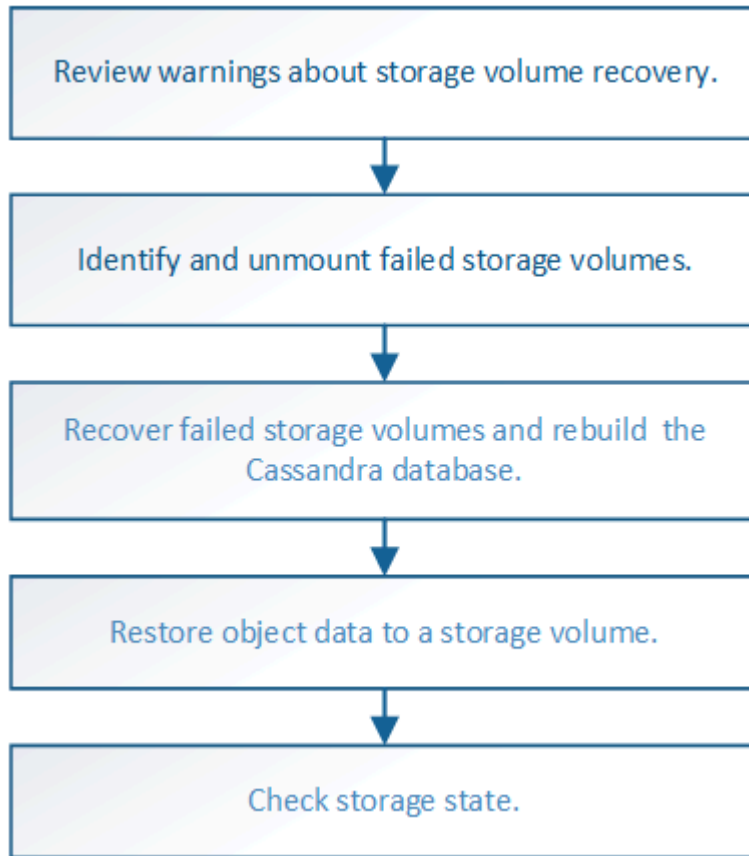 Review warnings about storage volume recovery.
Identify and unmount failed storage volumes.
Recover failed storage volumes and rebuild the
Cassandra database.
Restore object data to a storage volume.
Check storage state.